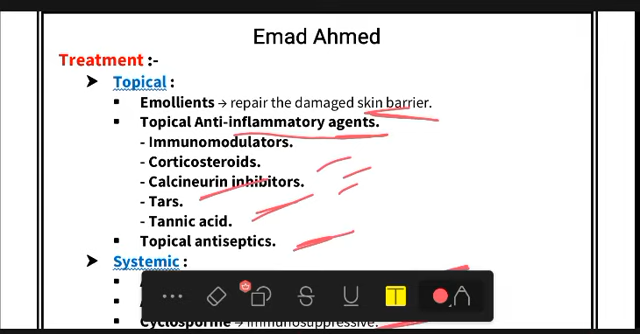 Emad Ahmed
Treatment :-
➤ Topical :
▪ Emollients → repair the damaged skin barrier.
▪ Topical Anti-inflammatory agents.
- Immunomodulators.
- Corticosteroids.
- Calcineurin inhibitors.
- Tars.
- Tannic acid.
▪ Topical antiseptics.
➤ Systemic :
▪ Cyclosporine → immunosuppressive.